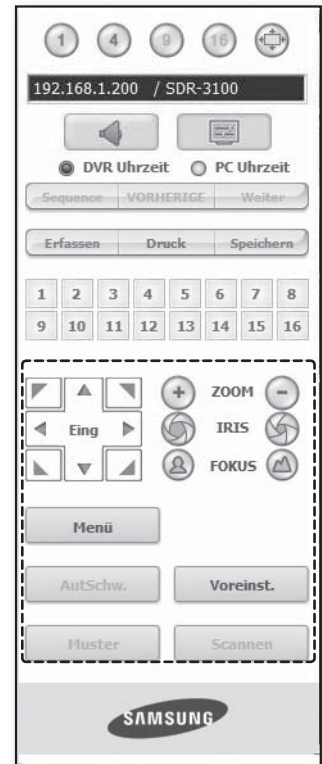 1 4 9 16
192.168.1.200 / SDR-3100
DVR Uhrzeit PC Uhrzeit
Sequence VORHERIGE Weiter
Erfassen Druck Speichern
1 2 3 4 5 6 7 8
9 10 11 12 13 14 15 16
+ ZOOM -
Eing IRIS
FOKUS
Menü
AutSchw. Voreinst.
Muster Scannen
SAMSUNG